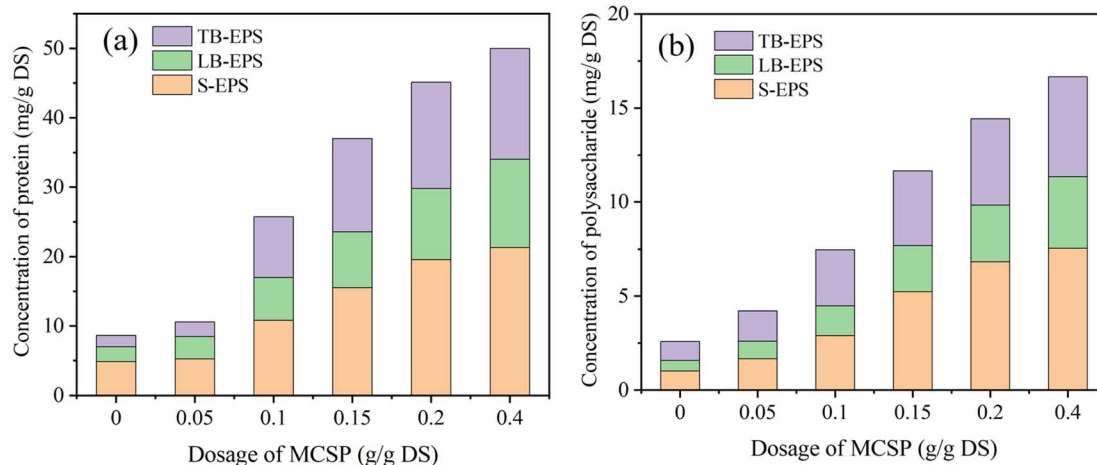 (a)
TB-EPS
LB-EPS
S-EPS
Concentration of protein (mg/g DS)
50
40
30
20
10
0
0 0.05 0.1 0.15 0.2 0.4
Dosage of MCSP (g/g DS)
(b)
TB-EPS
LB-EPS
S-EPS
Concentration of polysaccharide (mg/g DS)
20
15
10
5
0
0 0.05 0.1 0.15 0.2 0.4
Dosage of MCSP (g/g DS)